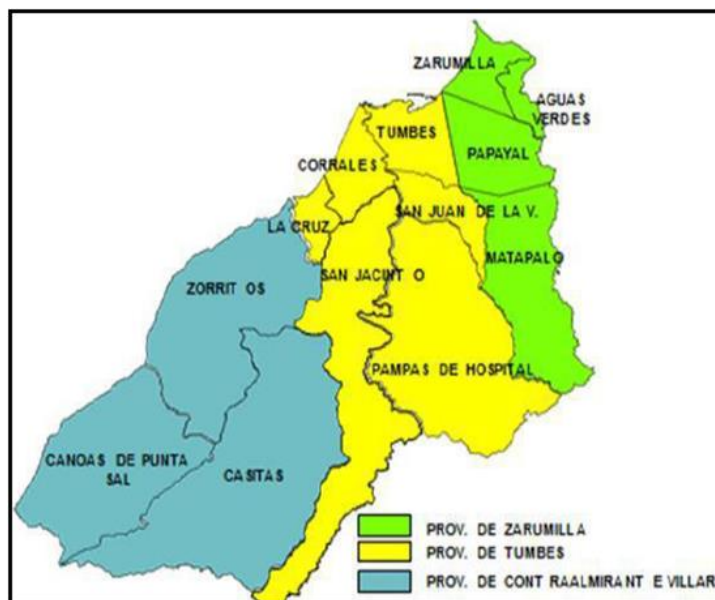 ZARUMILLA
AGUAS
VERDES
TUMBES
PAPAYAL
CORRALES
SAN JUAN DE LA V.
LA CRUZ
MATAPALO
SAN JACINT O
ZORRIT OS
PAMPAS DE HOSPITAL
CANOAS DE PUNTA
SAL
CASITAS
PROV. DE ZARUMILLA
PROV. DE TUMBES
PROV. DE CONT RAALMIRANT E VILLAR